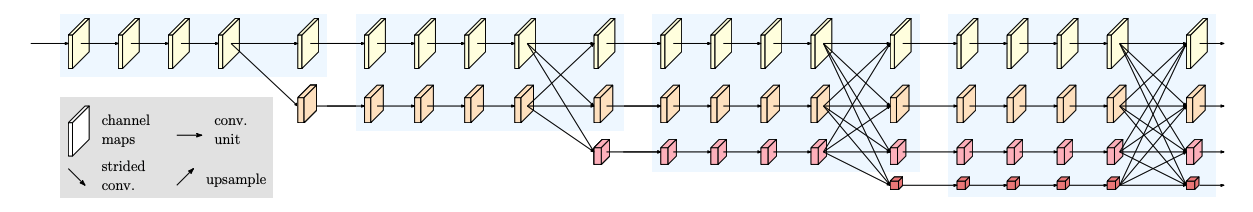 channel
maps
conv.
unit
strided
conv.
upsample